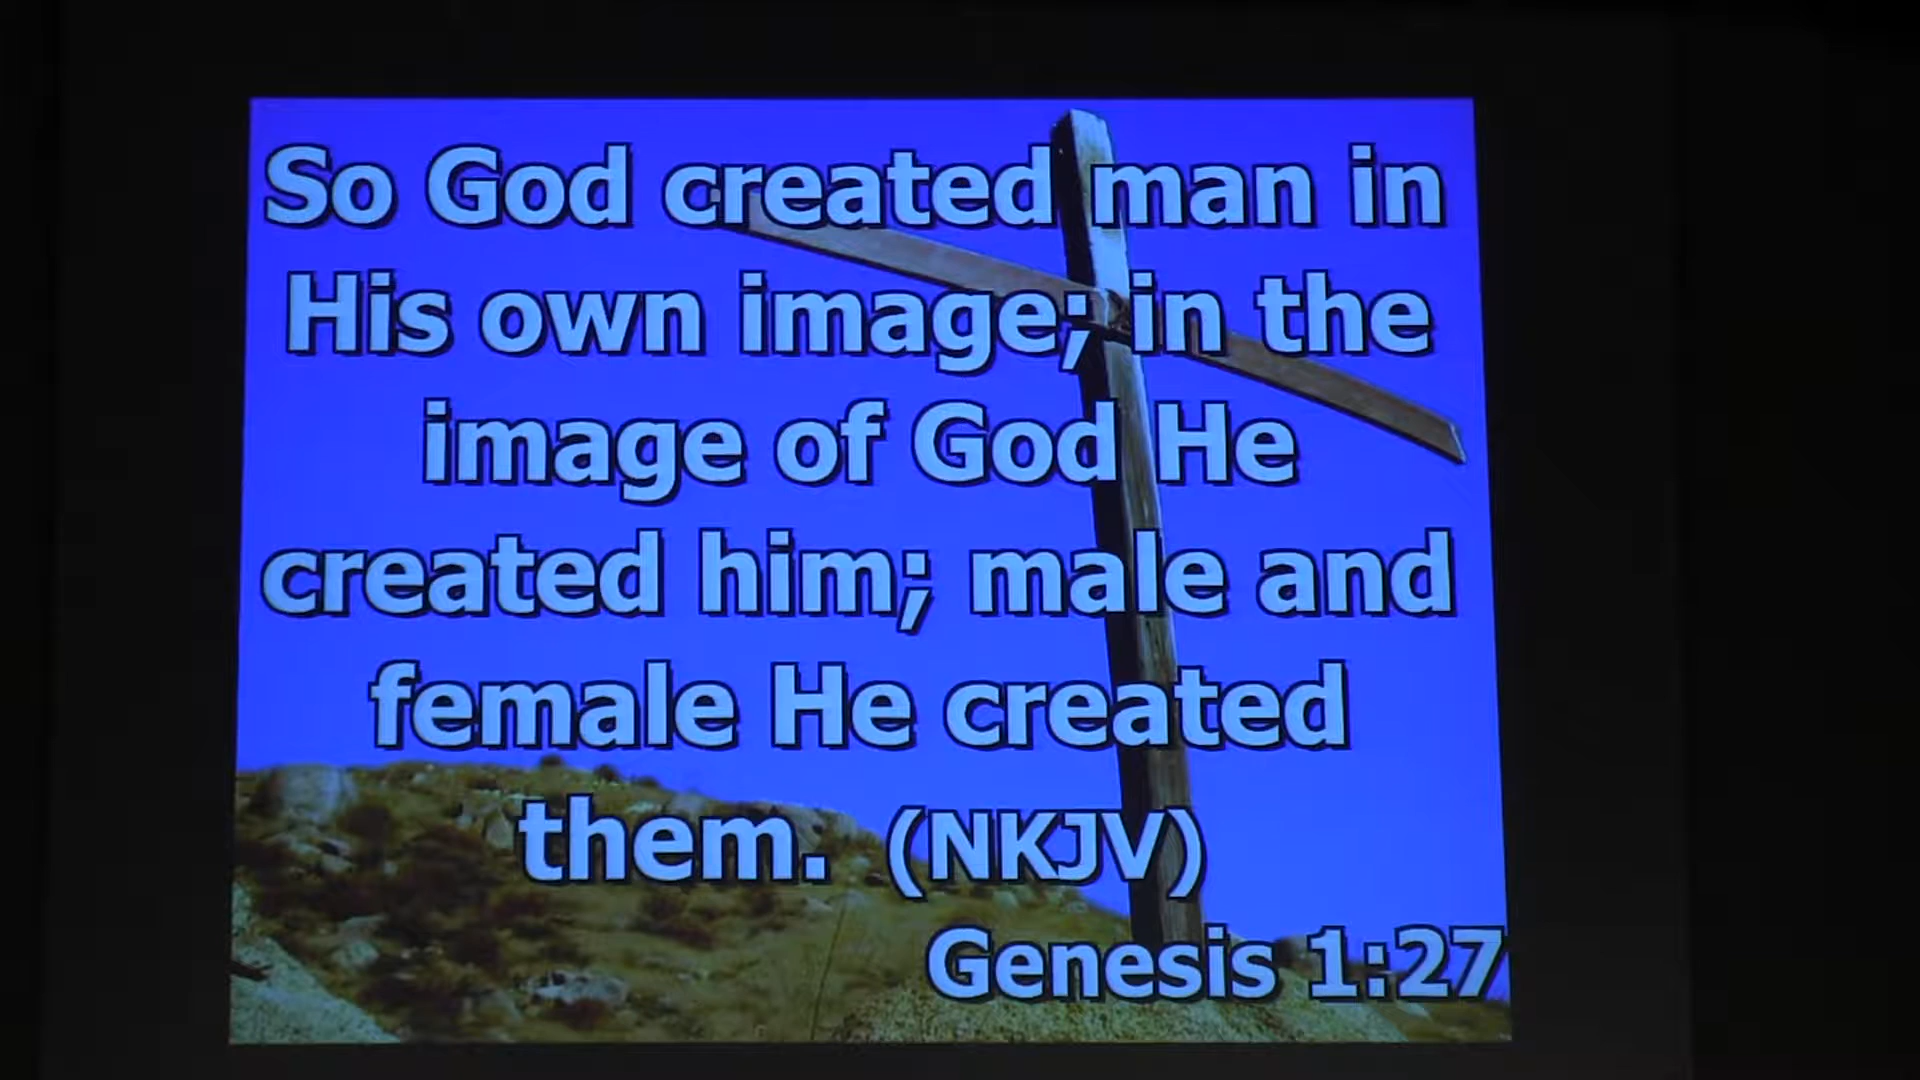 So God created man in
His own image; in the
image of God He
created him; male and
female He created
them. (NKJV)
Genesis 1:27